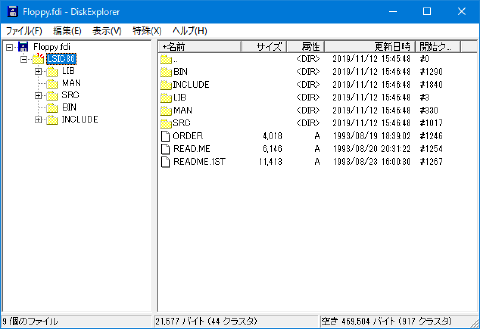 Floppy.fdi - DiskExplorer
ファイル(F) 編集(E) 表示(V) 特殊(X) ヘルプ(H)
Floppy.fdi
LSIC86
LIB
MAN
SRC
BIN
INCLUDE
+名前 サイズ 属性 更新日時 開始ク...
.. <DIR> 2019/11/12 15:45:48 #0
BIN <DIR> 2019/11/12 15:46:48 #1290
INCLUDE <DIR> 2019/11/12 15:46:48 #1840
LIB <DIR> 2019/11/12 15:46:48 #3
MAN <DIR> 2019/11/12 15:46:48 #830
SRC <DIR> 2019/11/12 15:46:48 #1017
ORDER 4,018 A 1993/08/19 18:39:02 #1246
READ.ME 6,146 A 1993/08/20 20:31:22 #1254
README.1ST 11,413 A 1993/08/23 16:00:30 #1267
9 個のファイル 21,577 バイト (44 クラスタ) 空き 469,504 バイト (917 クラスタ)